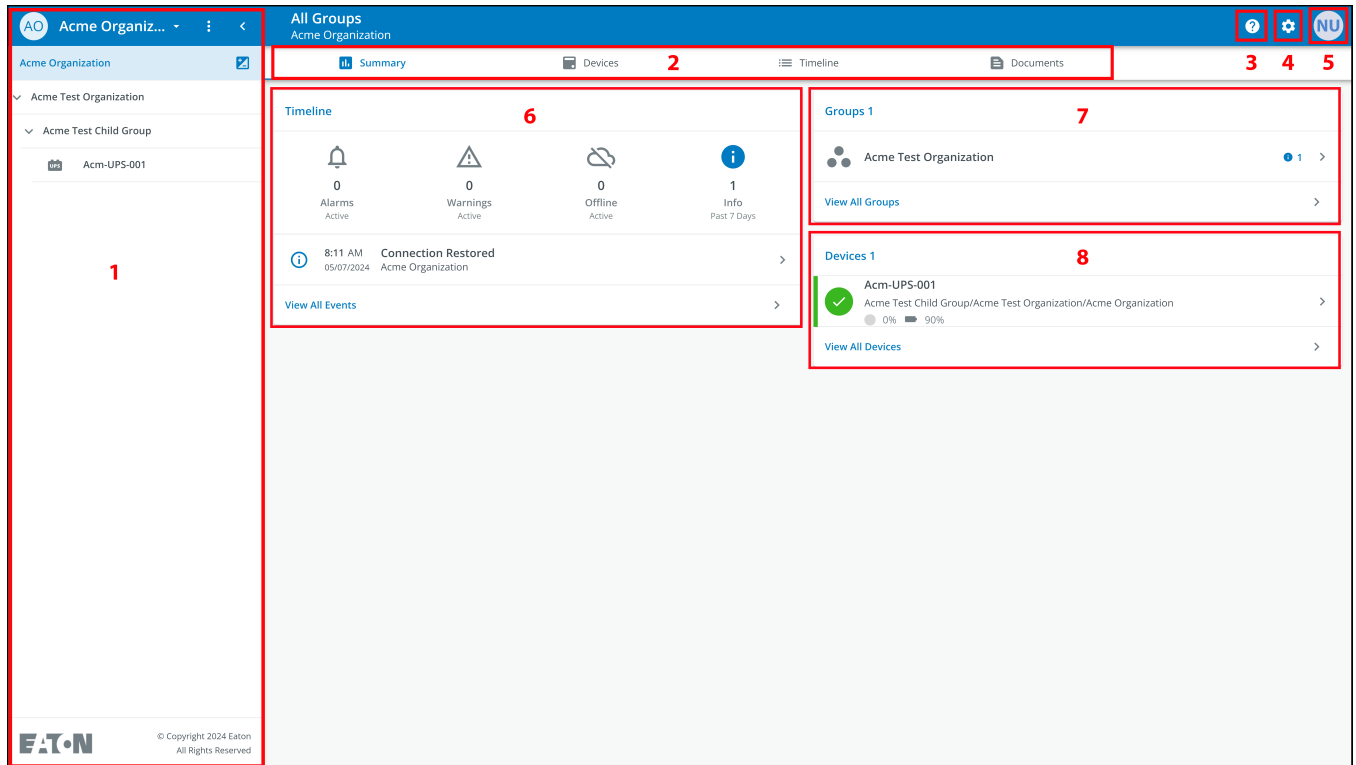 AO Acme Organiz...
All Groups
Acme Organization
NU
Acme Organization
Summary
Devices
2
Timeline
Documents
3
4
5
Acme Test Organization
Acme Test Child Group
UPS Acm-UPS-001
1
EATON
© Copyright 2024 Eaton
All Rights Reserved
Timeline
6
0
Alarms
Active
0
Warnings
Active
0
Offline
Active
1
Info
Past 7 Days
8:11 AM Connection Restored
05/07/2024 Acme Organization
View All Events
Groups 1
7
Acme Test Organization
1
View All Groups
Devices 1
8
Acm-UPS-001
Acme Test Child Group/Acme Test Organization/Acme Organization
0% 90%
View All Devices